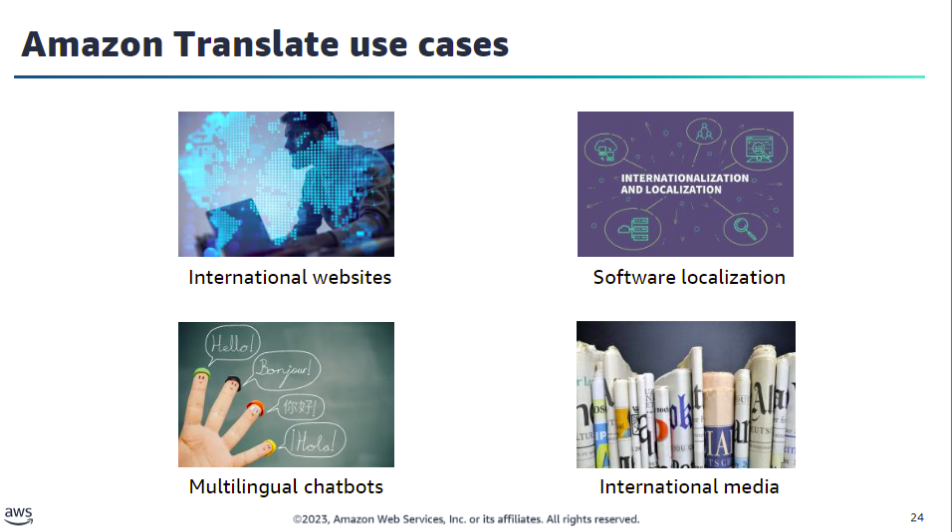 Amazon Translate use cases
INTERNATIONALIZATION
AND LOCALIZATION
International websites
Software localization
Hello!
Bonjour!
你好!
¡Hola!
Multilingual chatbots
International media
aws
©2023, Amazon Web Services, Inc. or its affiliates. All rights reserved.
24